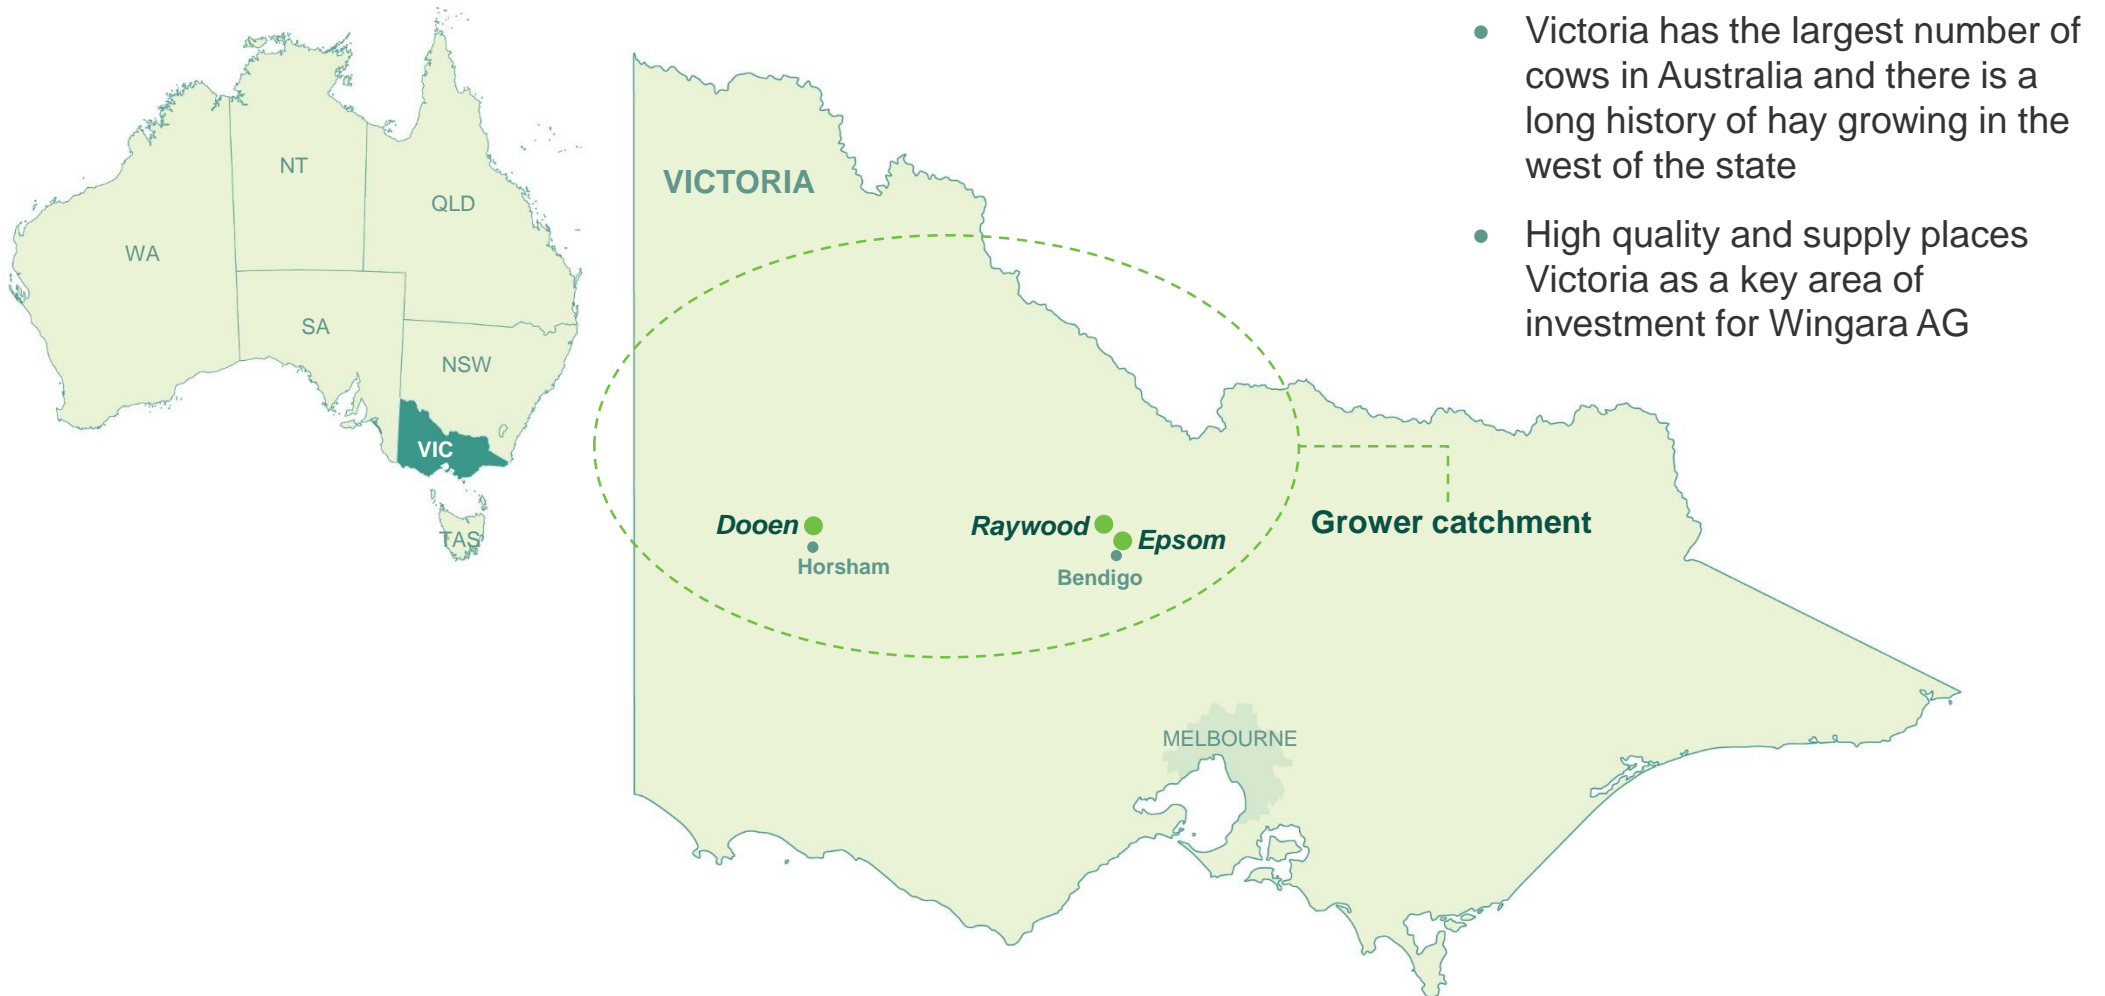 NT
QLD
WA
SA
NSW
VIC
TAS
VICTORIA
Dooen
Horsham
Raywood
Epsom
Bendigo
Grower catchment
MELBOURNE
• Victoria has the largest number of
cows in Australia and there is a
long history of hay growing in the
west of the state
• High quality and supply places
Victoria as a key area of
investment for Wingara AG